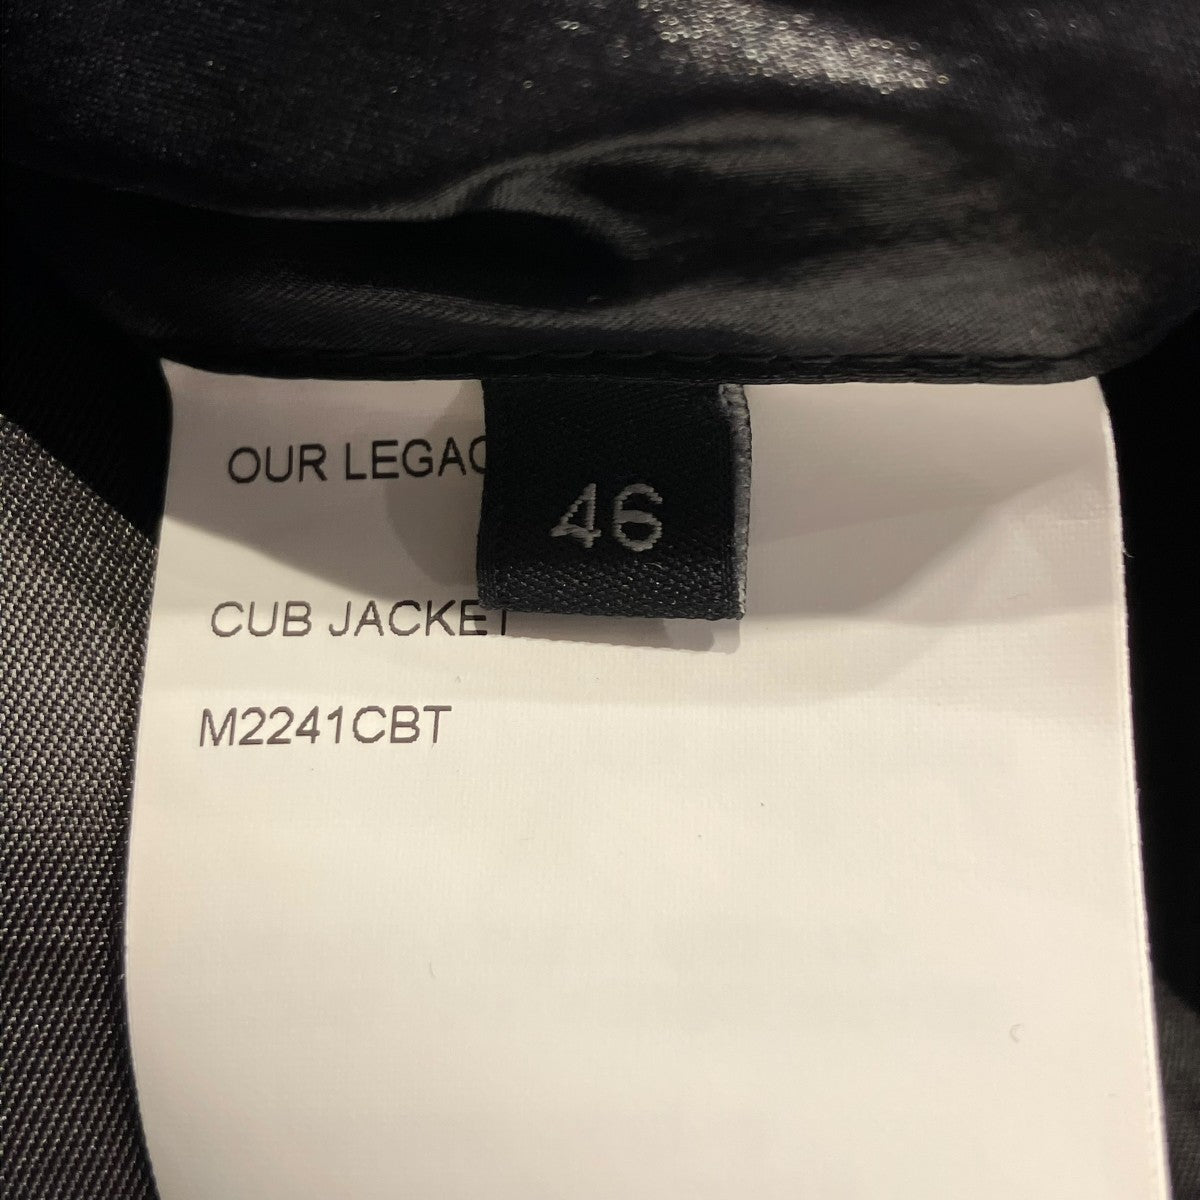 OUR LEGAC
46
CUB JACKET
M2241CBT